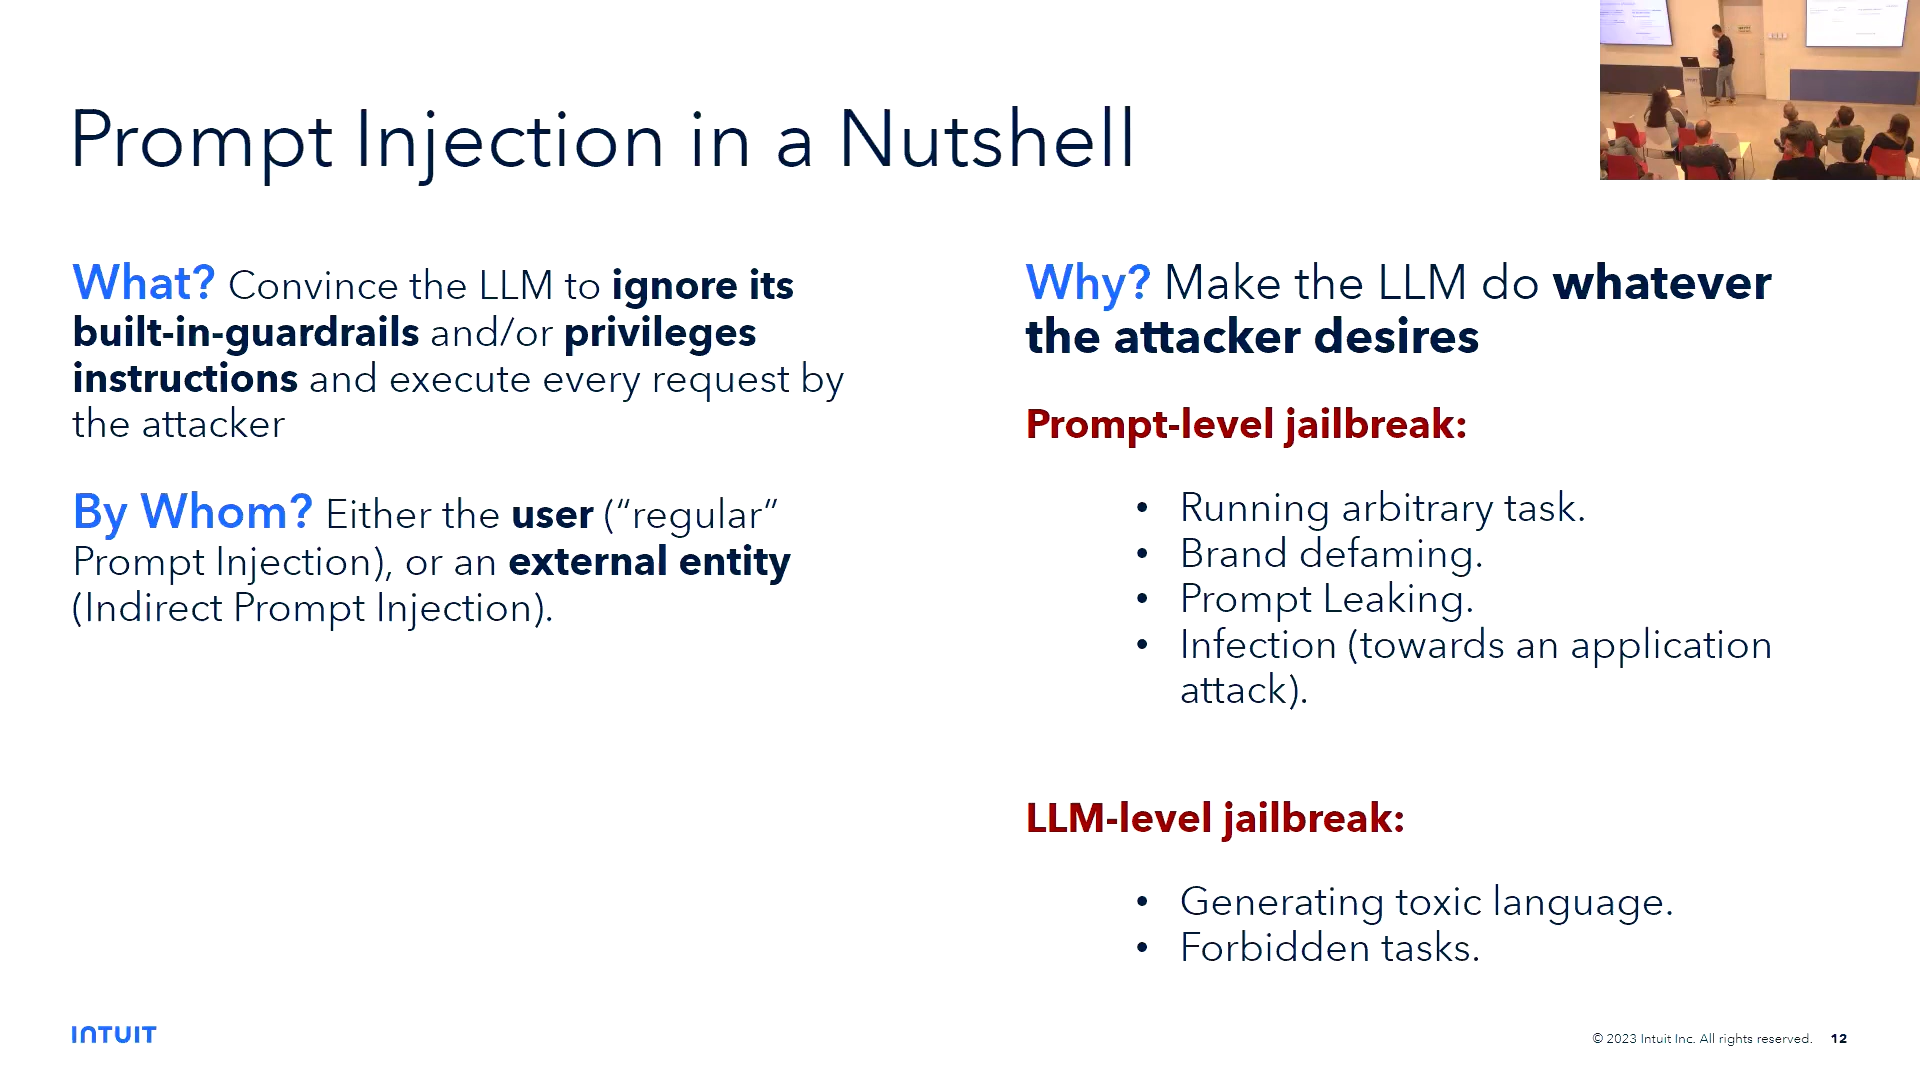 Prompt Injection in a Nutshell
What? Convince the LLM to ignore its
built-in-guardrails and/or privileges
instructions and execute every request by
the attacker
By Whom? Either the user (“regular”
Prompt Injection), or an external entity
(Indirect Prompt Injection).
Why? Make the LLM do whatever
the attacker desires
Prompt-level jailbreak:
• Running arbitrary task.
• Brand defaming.
• Prompt Leaking.
• Infection (towards an application
attack).
LLM-level jailbreak:
• Generating toxic language.
• Forbidden tasks.
INTUIT
© 2023 Intuit Inc. All rights reserved. 12